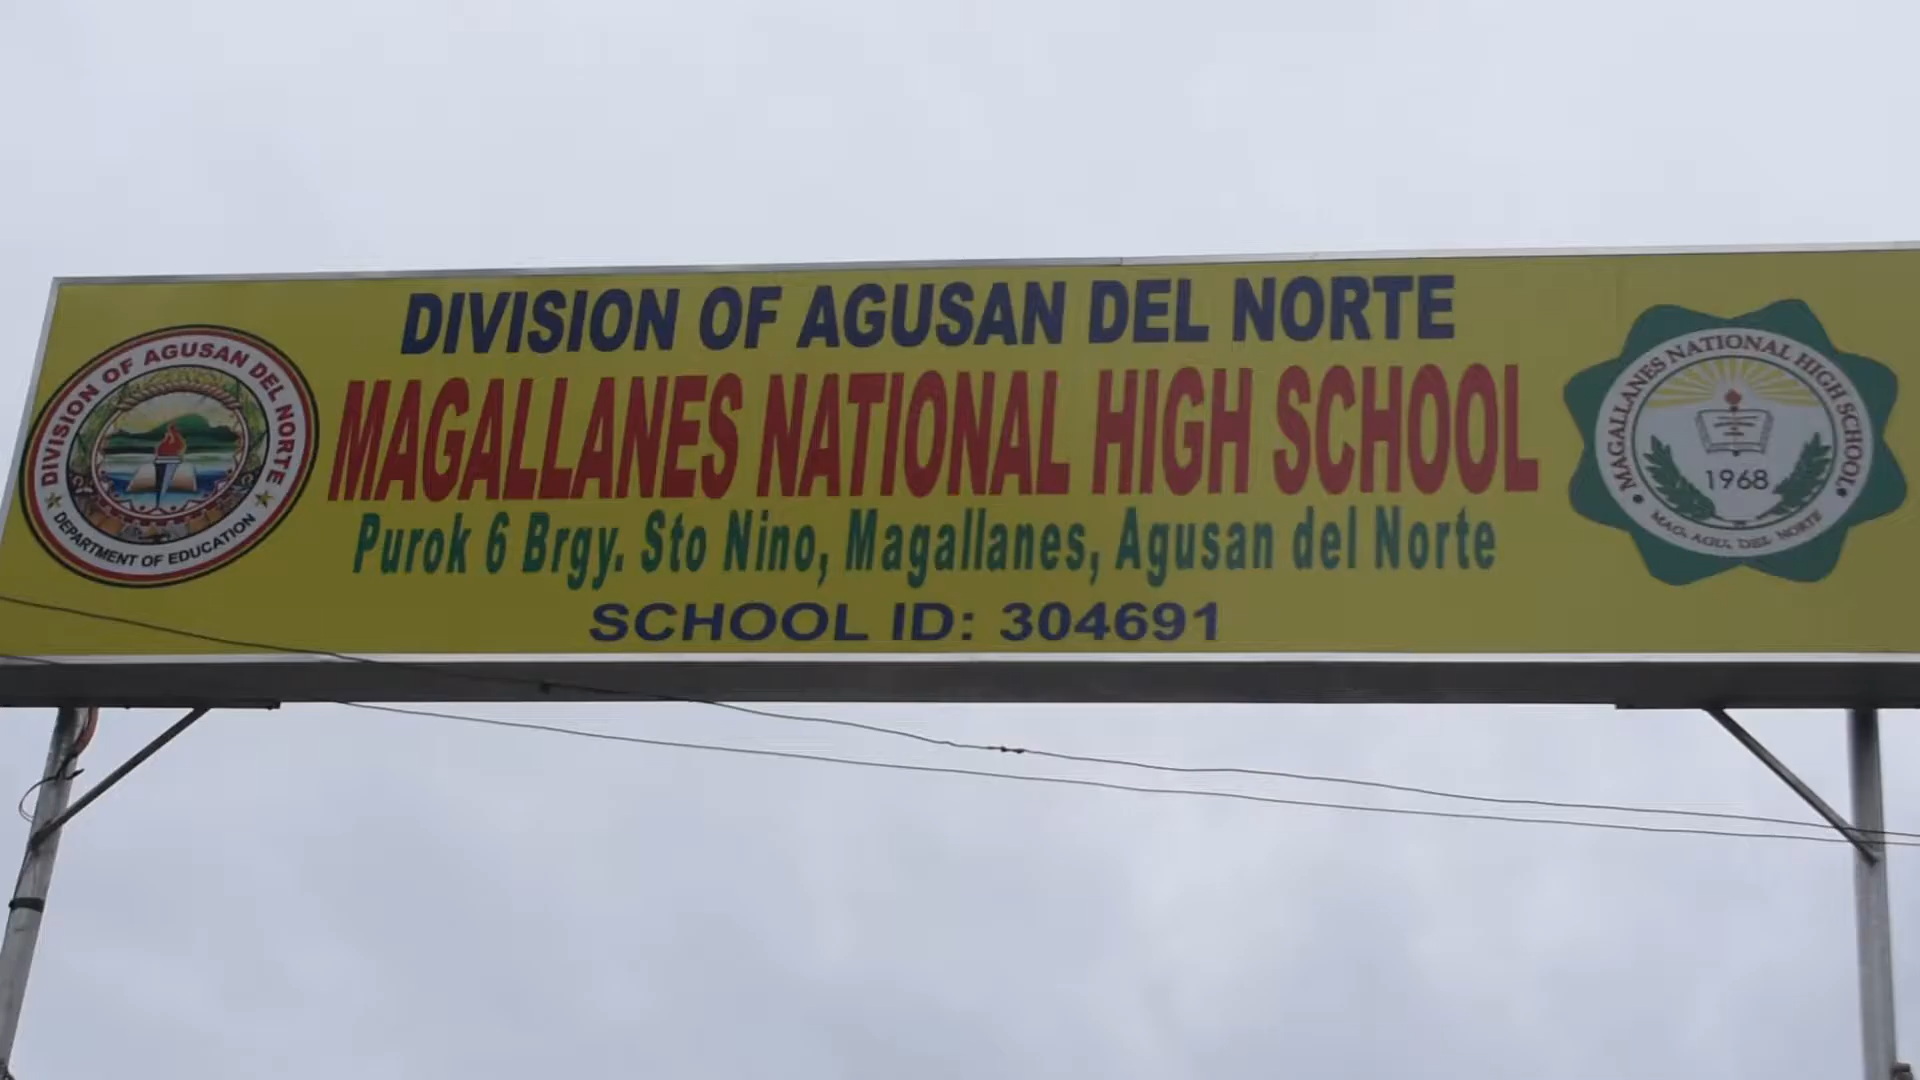 DIVISION OF AGUSAN DEL NORTE
MAGALLANES NATIONAL HIGH SCHOOL
Purok 6 Brgy. Sto Nino, Magallanes, Agusan del Norte
SCHOOL ID: 304691
DIVISION OF AGUSAN DEL NORTE
DEPARTMENT OF EDUCATION
MAGALLANES NATIONAL HIGH SCHOOL
1968
MAG. AGU. DEL NORTE